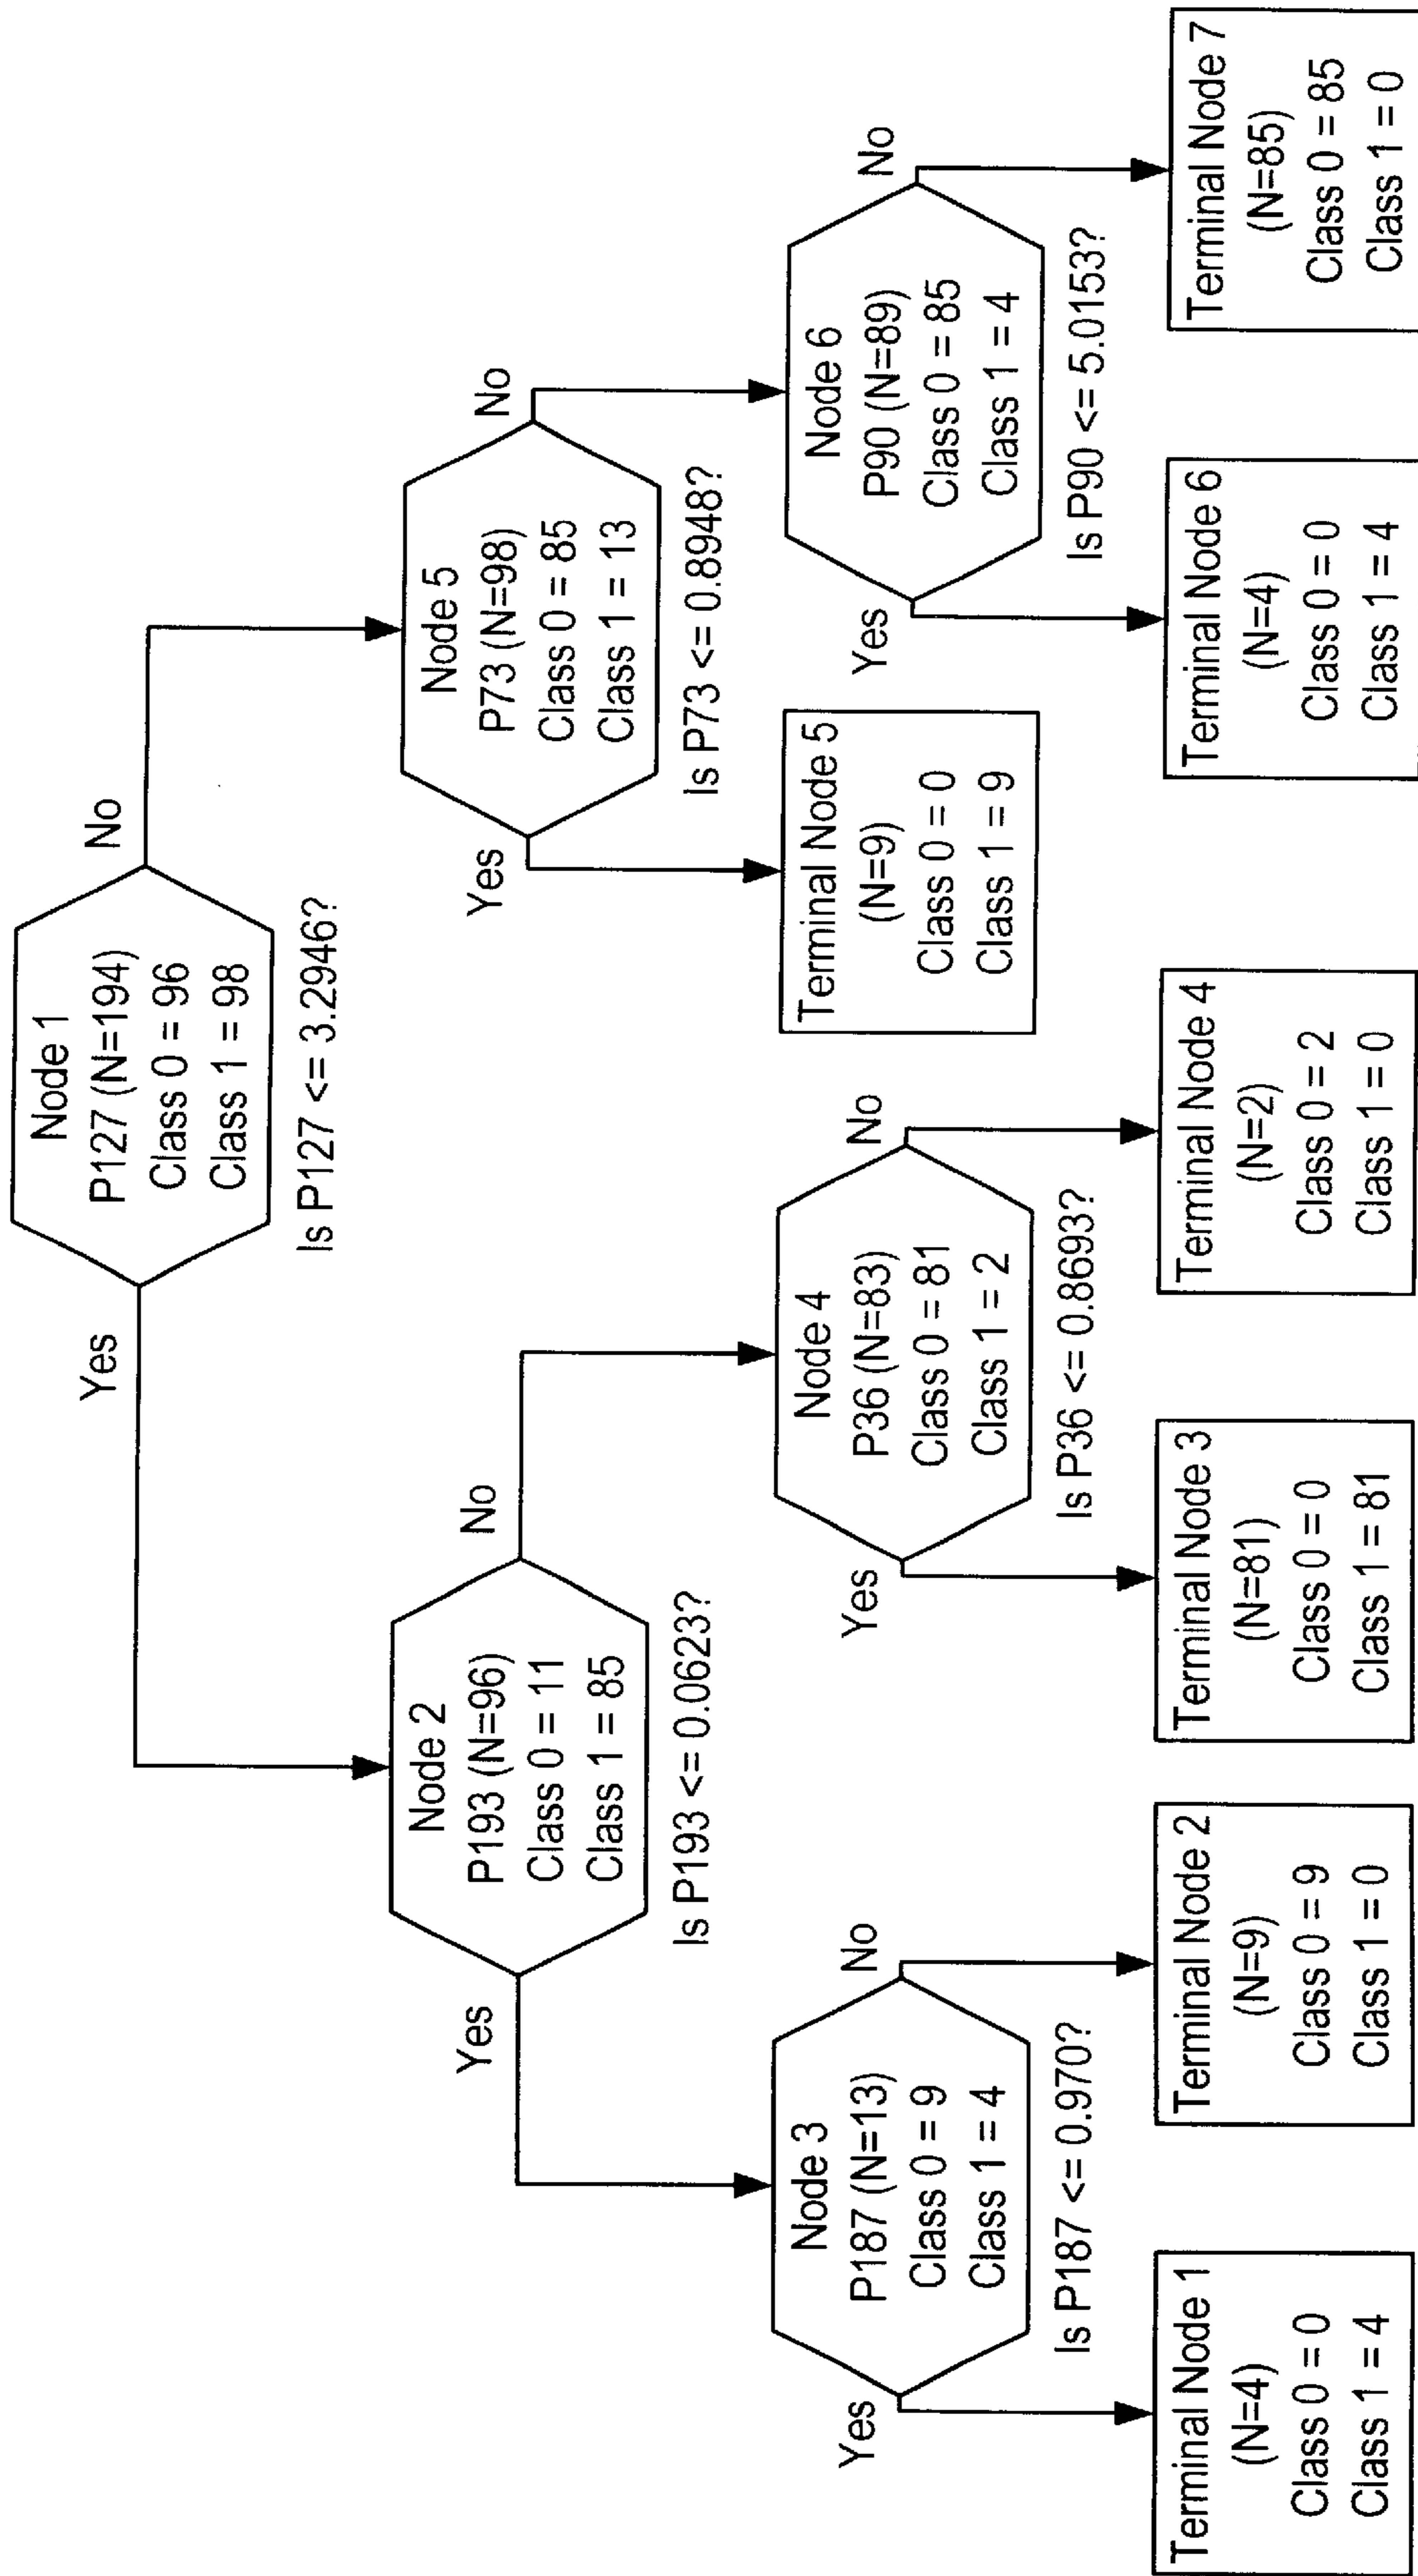 Node 1
P127 (N=194)
Class 0 = 96
Class 1 = 98
Yes
No
Is P127 <= 3.2946?
Node 2
P193 (N=96)
Class 0 = 11
Class 1 = 85
Yes
No
Is P193 <= 0.0623?
Node 5
P73 (N=98)
Class 0 = 85
Class 1 = 13
Yes
No
Is P73 <= 0.8948?
Node 3
P187 (N=13)
Class 0 = 9
Class 1 = 4
Yes
No
Is P187 <= 0.970?
Node 4
P36 (N=83)
Class 0 = 81
Class 1 = 2
Yes
No
Is P36 <= 0.8693?
Terminal Node 5
(N=9)
Class 0 = 0
Class 1 = 9
Node 6
P90 (N=89)
Class 0 = 85
Class 1 = 4
Yes
No
Is P90 <= 5.0153?
Terminal Node 1
(N=4)
Class 0 = 0
Class 1 = 4
Terminal Node 2
(N=9)
Class 0 = 9
Class 1 = 0
Terminal Node 3
(N=81)
Class 0 = 0
Class 1 = 81
Terminal Node 4
(N=2)
Class 0 = 2
Class 1 = 0
Terminal Node 6
(N=4)
Class 0 = 0
Class 1 = 4
Terminal Node 7
(N=85)
Class 0 = 85
Class 1 = 0